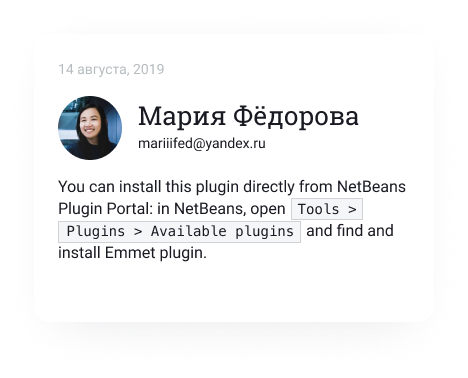 14 августа, 2019
Мария Фёдорова
mariiifed@yandex.ru
You can install this plugin directly from NetBeans
Plugin Portal: in NetBeans, open Tools >
Plugins > Available plugins and find and
install Emmet plugin.